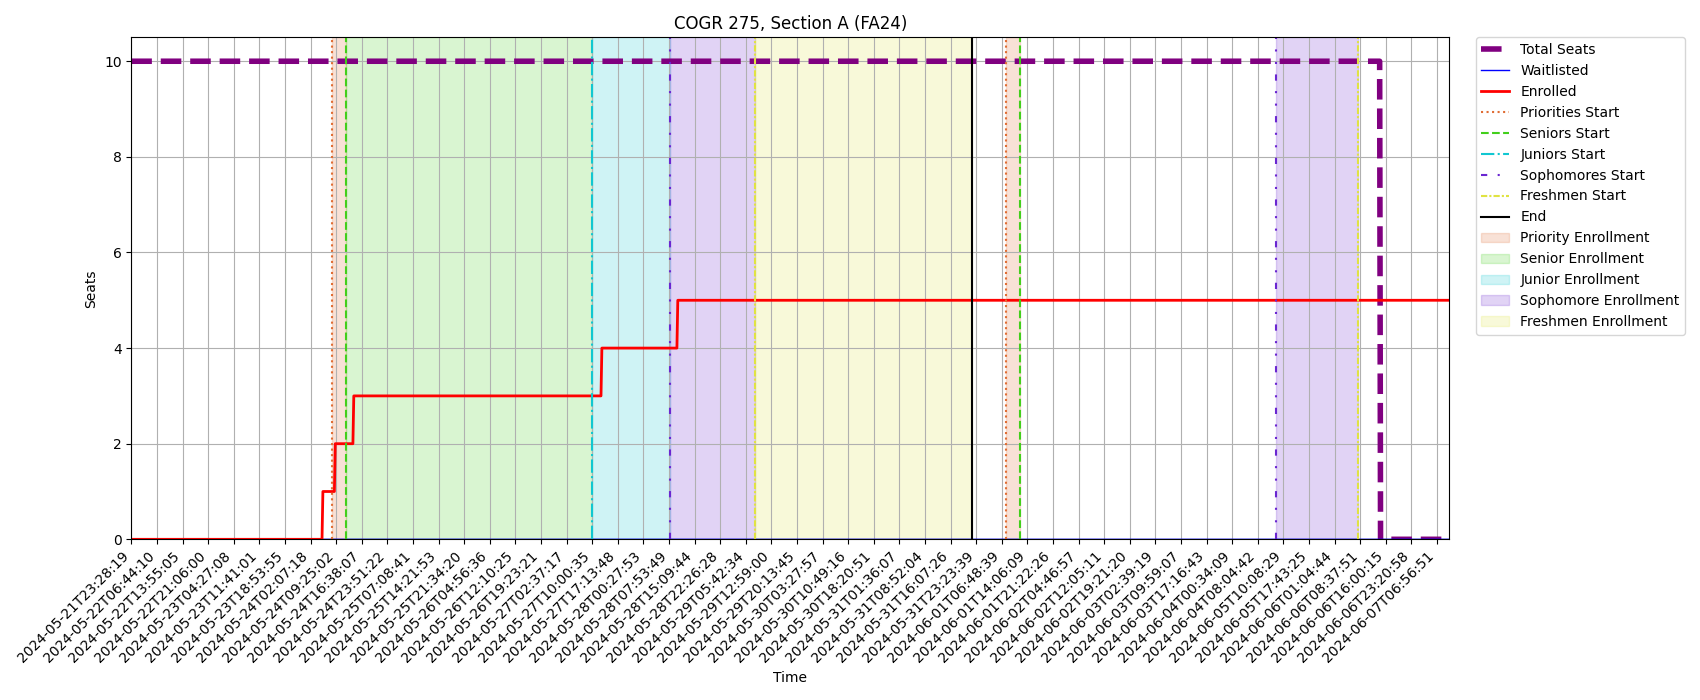 COGR 275, Section A (FA24)
Total Seats
Waitlisted
Enrolled
Priorities Start
Seniors Start
Juniors Start
Sophomores Start
Freshmen Start
End
Priority Enrollment
Senior Enrollment
Junior Enrollment
Sophomore Enrollment
Freshmen Enrollment
Seats
10
8
6
4
2
0
2024-05-21T23:28:19
2024-05-22T06:44:10
2024-05-22T13:55:05
2024-05-22T21:06:00
2024-05-23T04:27:08
2024-05-23T11:41:01
2024-05-23T18:53:55
2024-05-24T02:07:18
2024-05-24T09:25:02
2024-05-24T16:38:07
2024-05-24T23:51:22
2024-05-25T07:08:41
2024-05-25T14:21:53
2024-05-25T21:34:20
2024-05-26T04:56:36
2024-05-26T12:10:25
2024-05-26T19:23:21
2024-05-27T02:37:17
2024-05-27T10:00:35
2024-05-27T17:13:48
2024-05-28T00:27:53
2024-05-28T07:53:49
2024-05-28T15:09:44
2024-05-28T22:26:28
2024-05-29T05:42:34
2024-05-29T12:59:00
2024-05-29T20:13:45
2024-05-30T03:27:57
2024-05-30T10:49:16
2024-05-30T18:20:51
2024-05-31T01:36:07
2024-05-31T08:52:04
2024-05-31T16:07:26
2024-05-31T23:23:39
2024-06-01T06:48:39
2024-06-01T14:06:09
2024-06-01T21:22:26
2024-06-02T04:46:57
2024-06-02T12:05:11
2024-06-02T19:21:20
2024-06-03T02:39:19
2024-06-03T09:59:07
2024-06-03T17:16:43
2024-06-04T00:34:09
2024-06-04T08:04:42
2024-06-05T10:08:29
2024-06-05T17:43:25
2024-06-06T01:04:44
2024-06-06T08:37:51
2024-06-06T16:00:15
2024-06-06T23:20:58
2024-06-07T06:56:51
Time